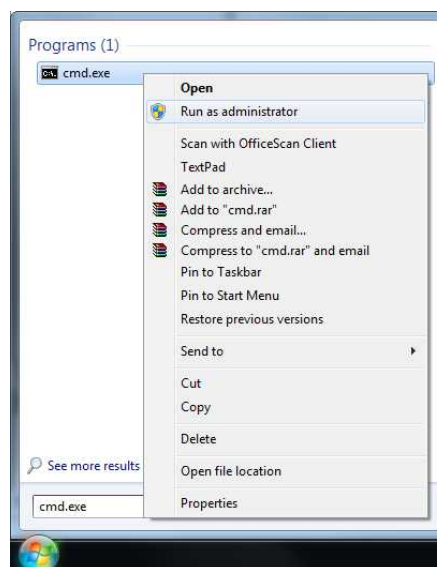 Programs (1)
cmd.exe
Open
Run as administrator
Scan with OfficeScan Client
TextPad
Add to archive...
Add to "cmd.rar"
Compress and email...
Compress to "cmd.rar" and email
Pin to Taskbar
Pin to Start Menu
Restore previous versions
Send to
Cut
Copy
Delete
Open file location
Properties
See more results
cmd.exe